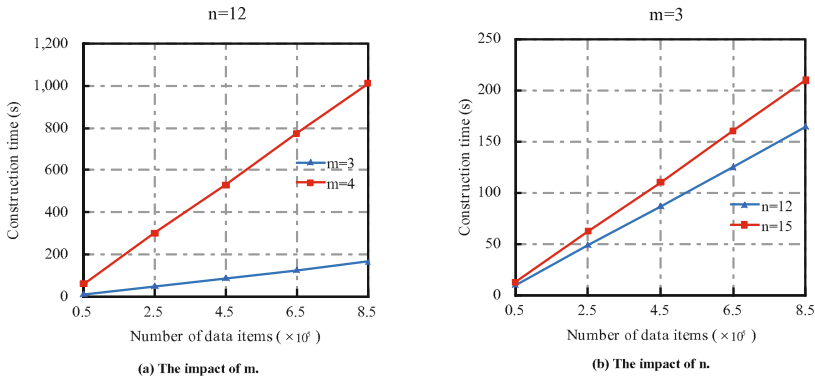 n=12
1,200
1,000
800
600
400
200
0
Construction time (s)
m=3
m=4
0.5 2.5 4.5 6.5 8.5
Number of data items ( ×10⁵ )
(a) The impact of m.
m=3
250
200
150
100
50
0
Construction time (s)
n=12
n=15
0.5 2.5 4.5 6.5 8.5
Number of data items ( ×10⁵ )
(b) The impact of n.